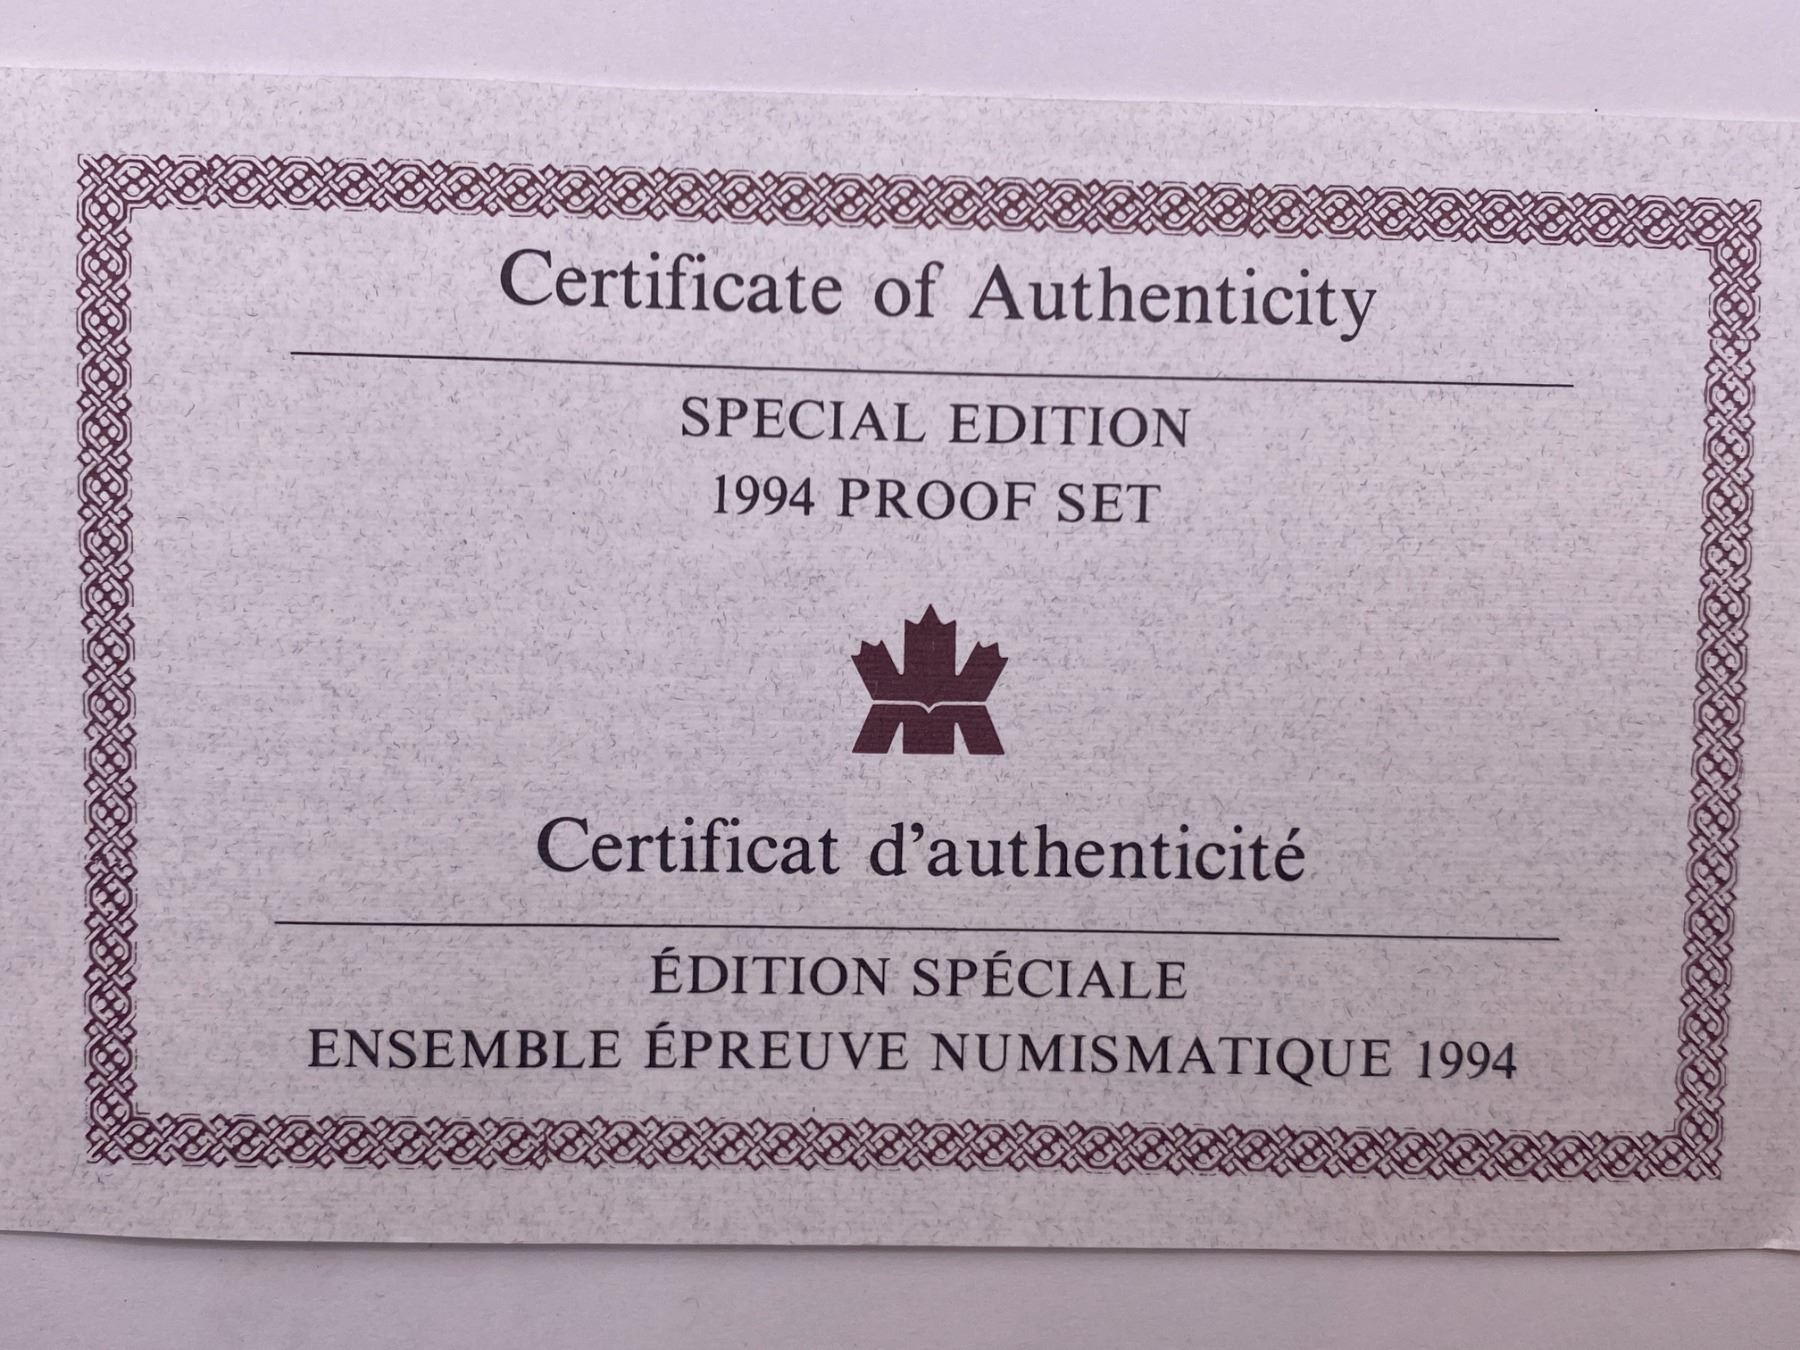 Certificate of Authenticity
SPECIAL EDITION
1994 PROOF SET
Certificat d’authenticité
ÉDITION SPÉCIALE
ENSEMBLE ÉPREUVE NUMISMATIQUE 1994